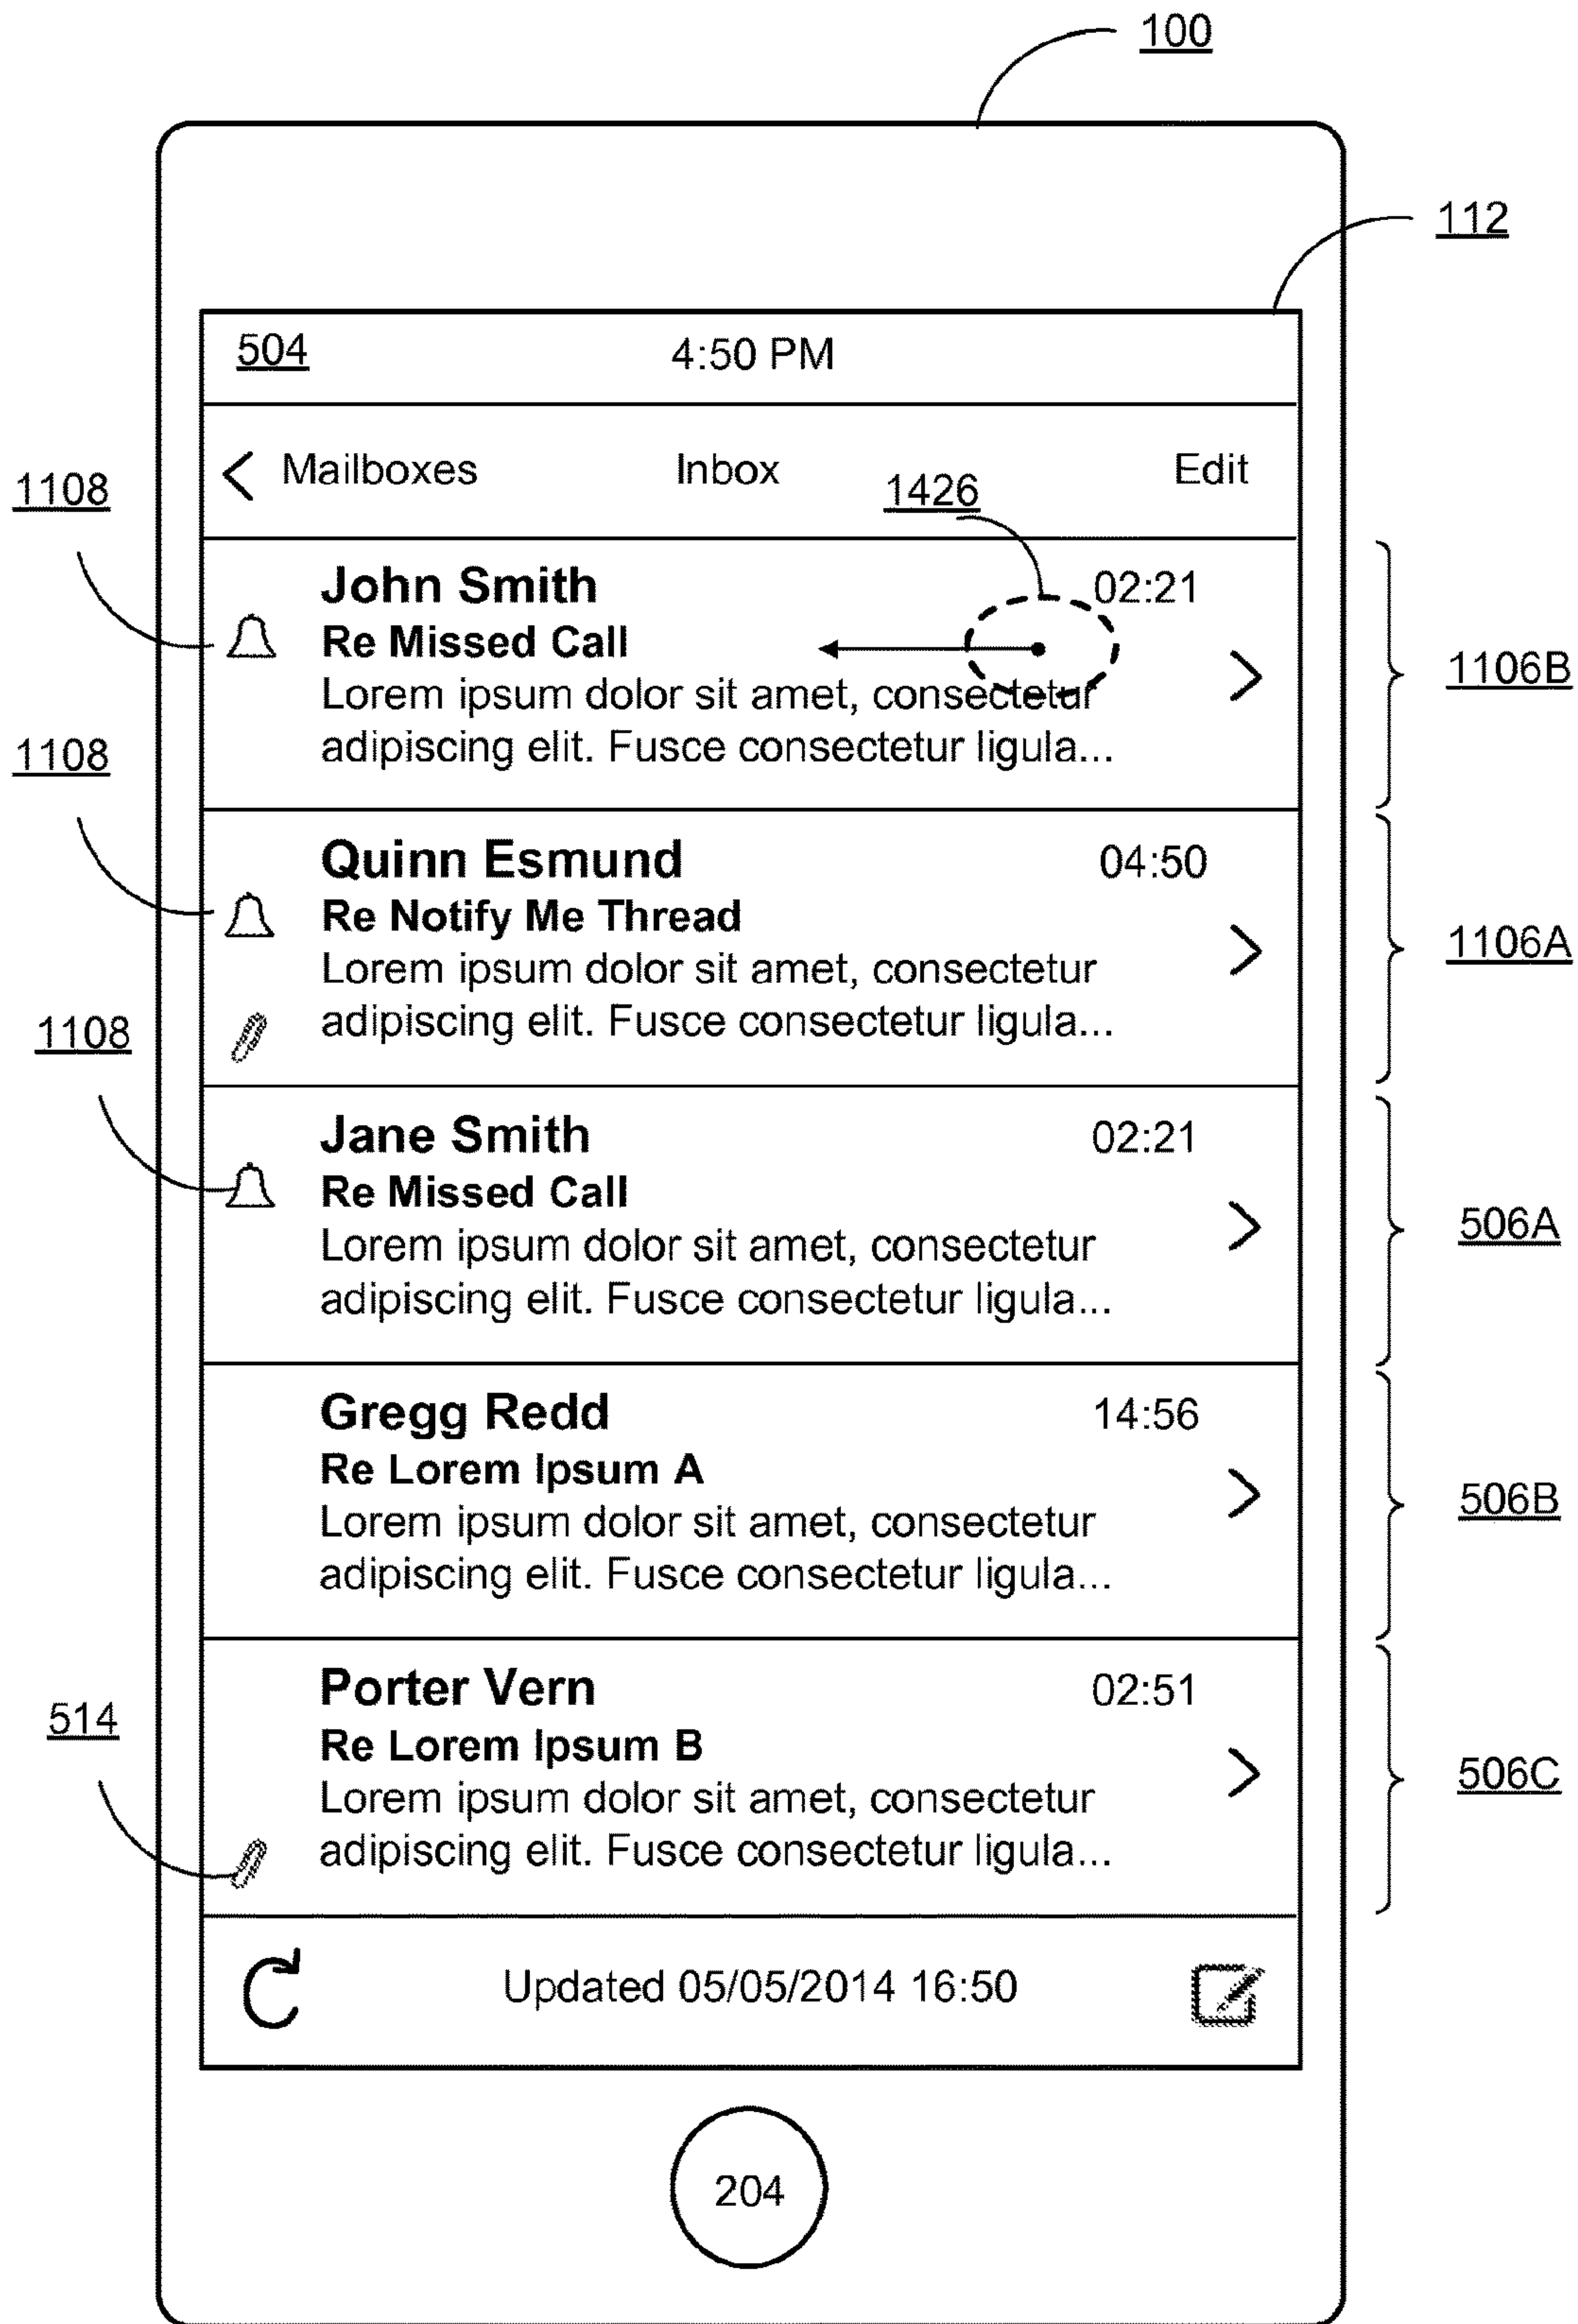 100
112
504 4:50 PM
< Mailboxes Inbox Edit
1108
1426
John Smith 02:21
Re Missed Call
Lorem ipsum dolor sit amet, consectetur
adipiscing elit. Fusce consectetur ligula...
1106B
1108
Quinn Esmund 04:50
Re Notify Me Thread
Lorem ipsum dolor sit amet, consectetur
adipiscing elit. Fusce consectetur ligula...
1106A
1108
Jane Smith 02:21
Re Missed Call
Lorem ipsum dolor sit amet, consectetur
adipiscing elit. Fusce consectetur ligula...
506A
Gregg Redd 14:56
Re Lorem Ipsum A
Lorem ipsum dolor sit amet, consectetur
adipiscing elit. Fusce consectetur ligula...
506B
514
Porter Vern 02:51
Re Lorem Ipsum B
Lorem ipsum dolor sit amet, consectetur
adipiscing elit. Fusce consectetur ligula...
506C
Updated 05/05/2014 16:50
204